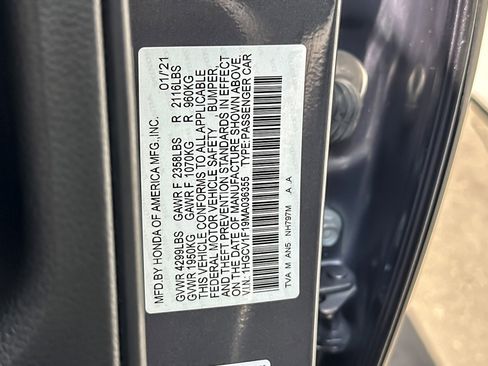 MFD.BY HONDA OF AMERICA MFG.,INC. 01/21
GVWR 4299LBS GAWR F 2358LBS R 2116LBS
GVWR 1950KG GAWR F 1070KG R 960KG
THIS VEHICLE CONFORMS TO ALL APPLICABLE
FEDERAL MOTOR VEHICLE SAFETY, BUMPER,
AND THEFT PREVENTION STANDARDS IN EFFECT
ON THE DATE OF MANUFACTURE SHOWN ABOVE.
V.I.N.: 1HGCV1F19MA036355 TYPE:PASSENGER CAR
TVA M AN5 NH797M A .A